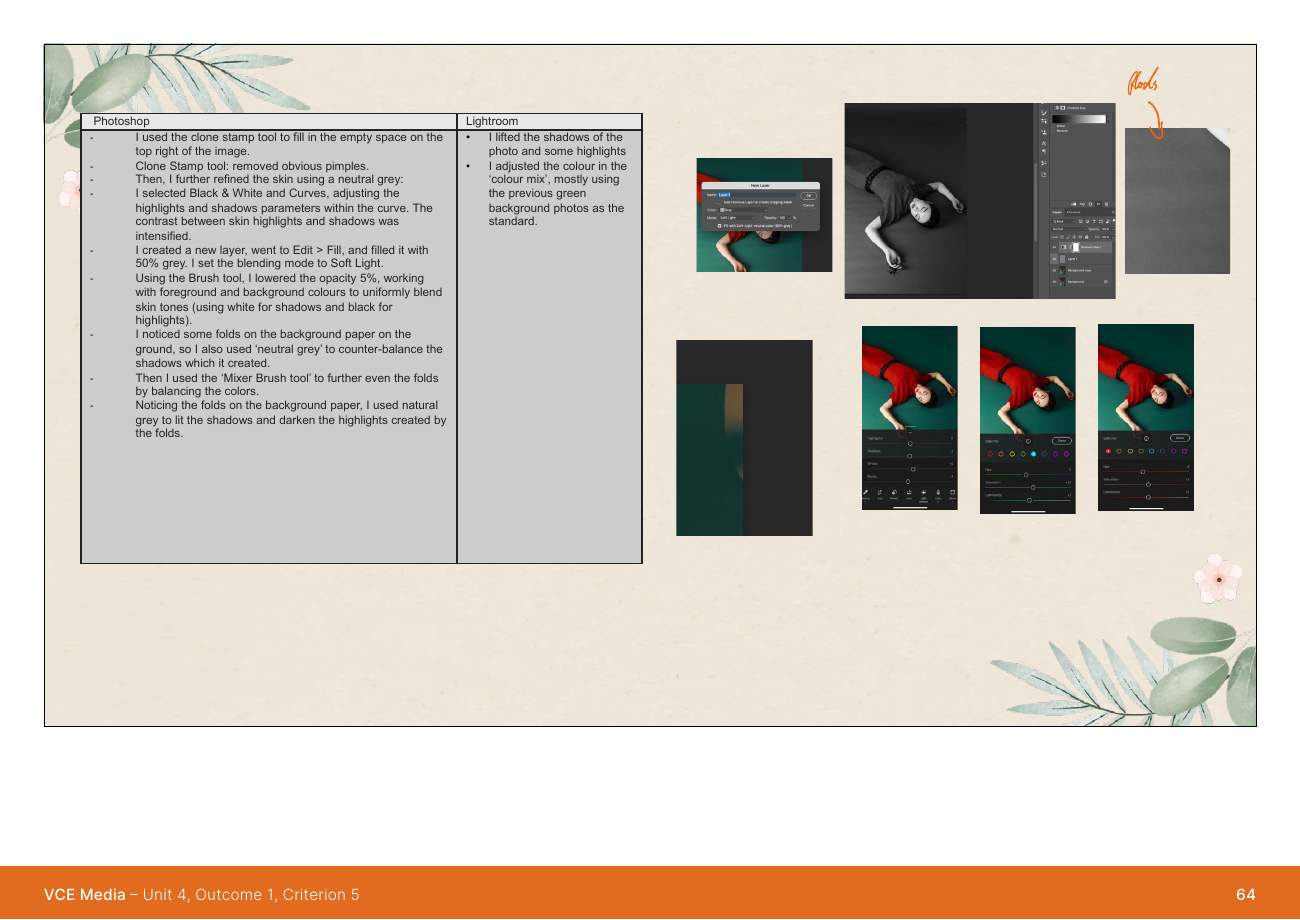 Photoshop
- I used the clone stamp tool to fill in the empty space on the
top right of the image.
- Clone Stamp tool: removed obvious pimples.
- Then, I further refined the skin using a neutral grey:
- I selected Black & White and Curves, adjusting the
highlights and shadows parameters within the curve. The
contrast between skin highlights and shadows was
intensified.
- I created a new layer, went to Edit > Fill, and filled it with
50% grey. I set the blending mode to Soft Light.
- Using the Brush tool, I lowered the opacity 5%, working
with foreground and background colours to uniformly blend
skin tones (using white for shadows and black for
highlights).
- I noticed some folds on the background paper on the
ground, so I also used ‘neutral grey’ to counter-balance the
shadows which it created.
- Then I used the ‘Mixer Brush tool’ to further even the folds
by balancing the colors.
- Noticing the folds on the background paper, I used natural
grey to lit the shadows and darken the highlights created by
the folds.
Lightroom
• I lifted the shadows of the
photo and some highlights
• I adjusted the colour in the
‘colour mix’, mostly using
the previous green
background photos as the
standard.
New Layer
VCE Media – Unit 4, Outcome 1, Criterion 5
64